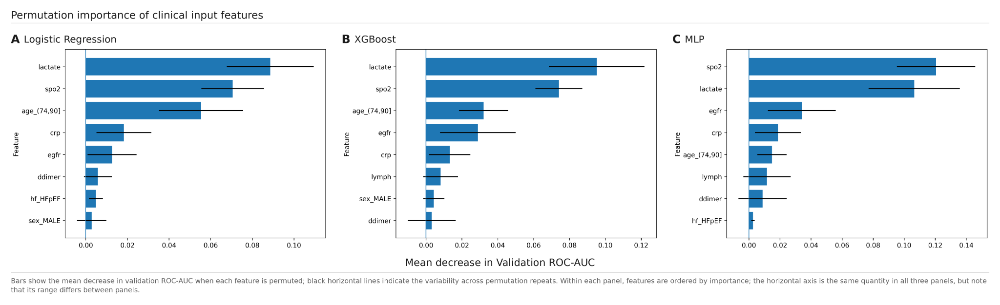 Permutation importance of clinical input features
A Logistic Regression
Feature
lactate
spo2
age_(74,90]
crp
egfr
ddimer
hf_HFpEF
sex_MALE
0.00 0.02 0.04 0.06 0.08 0.10
B XGBoost
Feature
lactate
spo2
age_(74,90]
egfr
crp
lymph
sex_MALE
ddimer
0.00 0.02 0.04 0.06 0.08 0.10 0.12
C MLP
Feature
spo2
lactate
egfr
crp
age_(74,90]
lymph
ddimer
hf_HFpEF
0.00 0.02 0.04 0.06 0.08 0.10 0.12 0.14
Mean decrease in Validation ROC-AUC
Bars show the mean decrease in validation ROC-AUC when each feature is permuted; black horizontal lines indicate the variability across permutation repeats. Within each panel, features are ordered by importance; the horizontal axis is the same quantity in all three panels, but note
that its range differs between panels.